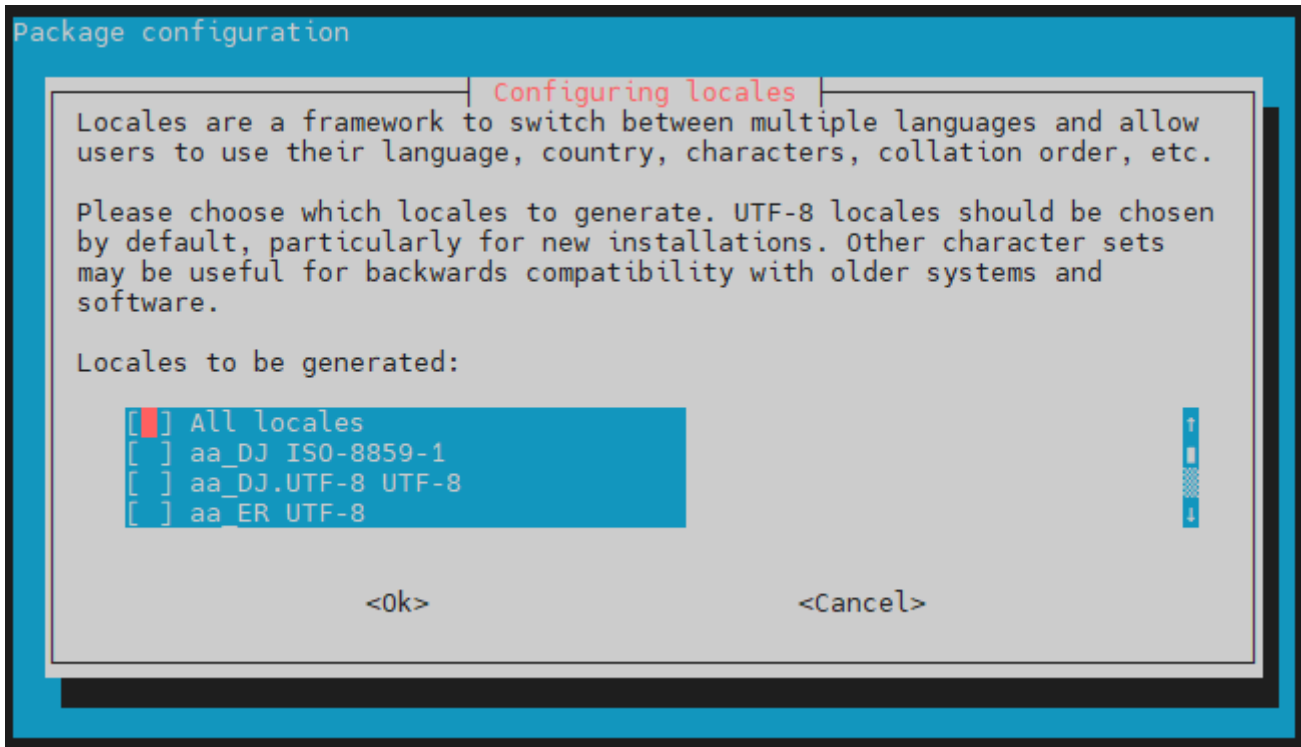 Package configuration
Configuring locales
Locales are a framework to switch between multiple languages and allow
users to use their language, country, characters, collation order, etc.
Please choose which locales to generate. UTF-8 locales should be chosen
by default, particularly for new installations. Other character sets
may be useful for backwards compatibility with older systems and
software.
Locales to be generated:
[ ] All locales
[ ] aa_DJ ISO-8859-1
[ ] aa_DJ.UTF-8 UTF-8
[ ] aa_ER UTF-8
<Ok> <Cancel>